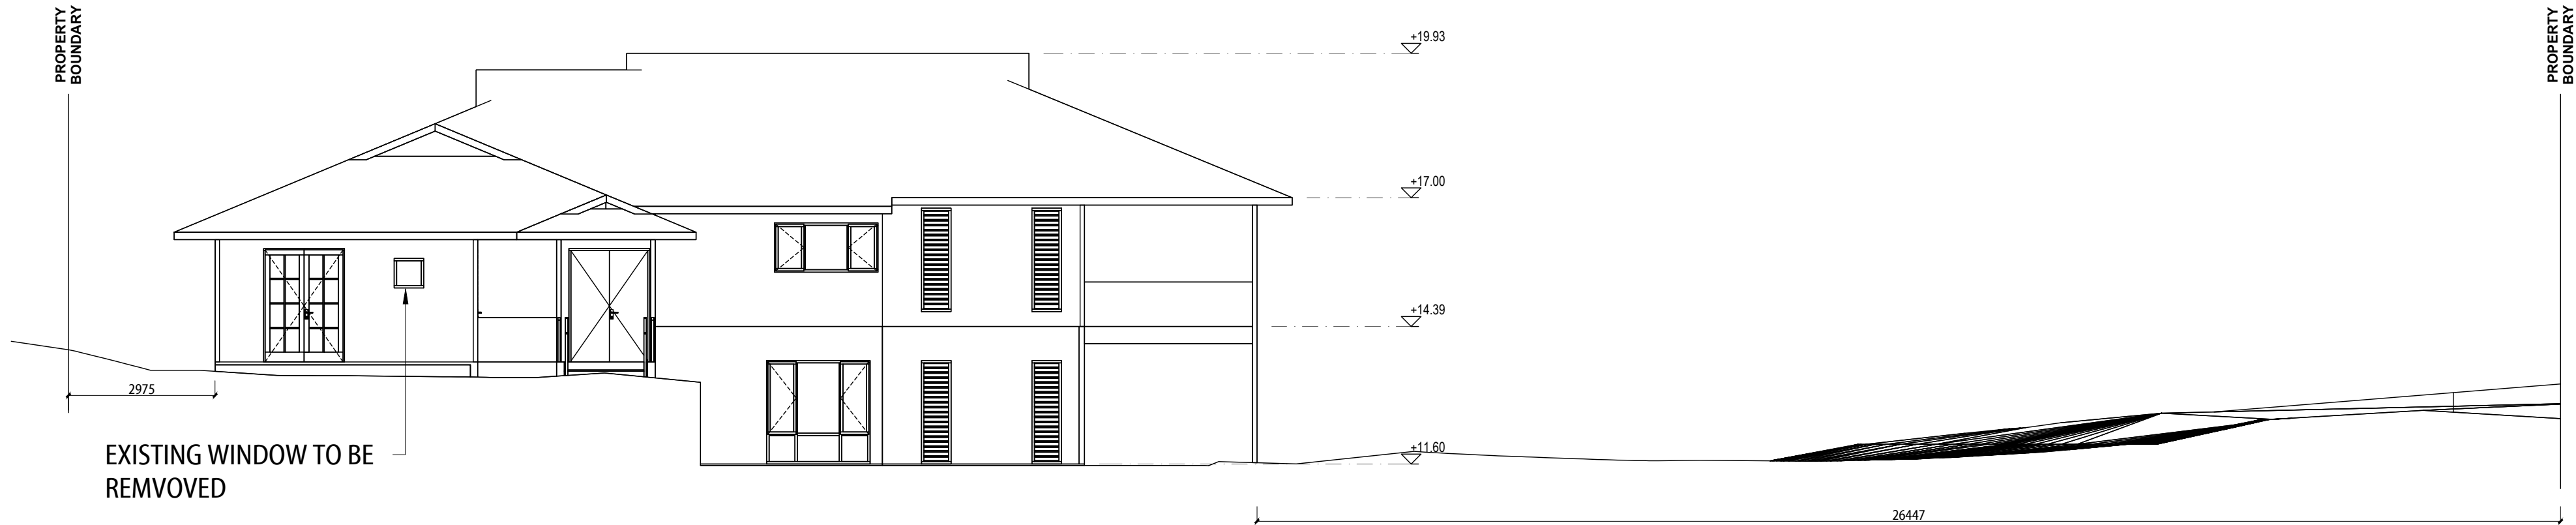 PROPERTY
BOUNDARY
PROPERTY
BOUNDARY
+19.93
+17.00
+14.39
+11.60
2975
EXISTING WINDOW TO BE
REMVOVED
26447